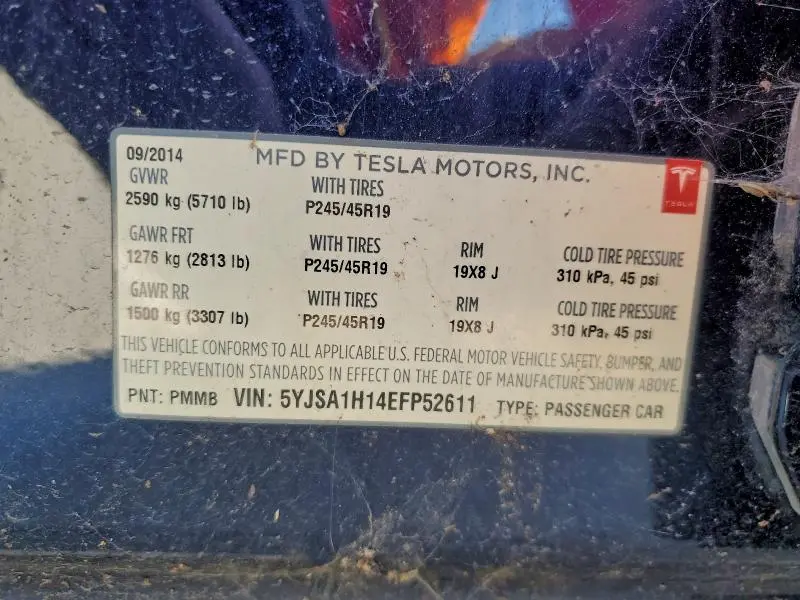 09/2014 MFD BY TESLA MOTORS, INC.
GVWR WITH TIRES
2590 kg (5710 lb) P245/45R19
TESLA
GAWR FRT WITH TIRES RIM COLD TIRE PRESSURE
1276 kg (2813 lb) P245/45R19 19X8 J 310 kPa, 45 psi
GAWR RR WITH TIRES RIM COLD TIRE PRESSURE
1500 kg (3307 lb) P245/45R19 19X8 J 310 kPa, 45 psi
THIS VEHICLE CONFORMS TO ALL APPLICABLE U.S. FEDERAL MOTOR VEHICLE SAFETY, BUMPER, AND
THEFT PREVENTION STANDARDS IN EFFECT ON THE DATE OF MANUFACTURE SHOWN ABOVE.
PNT: PMMB VIN: 5YJSA1H14EFP52611 TYPE: PASSENGER CAR